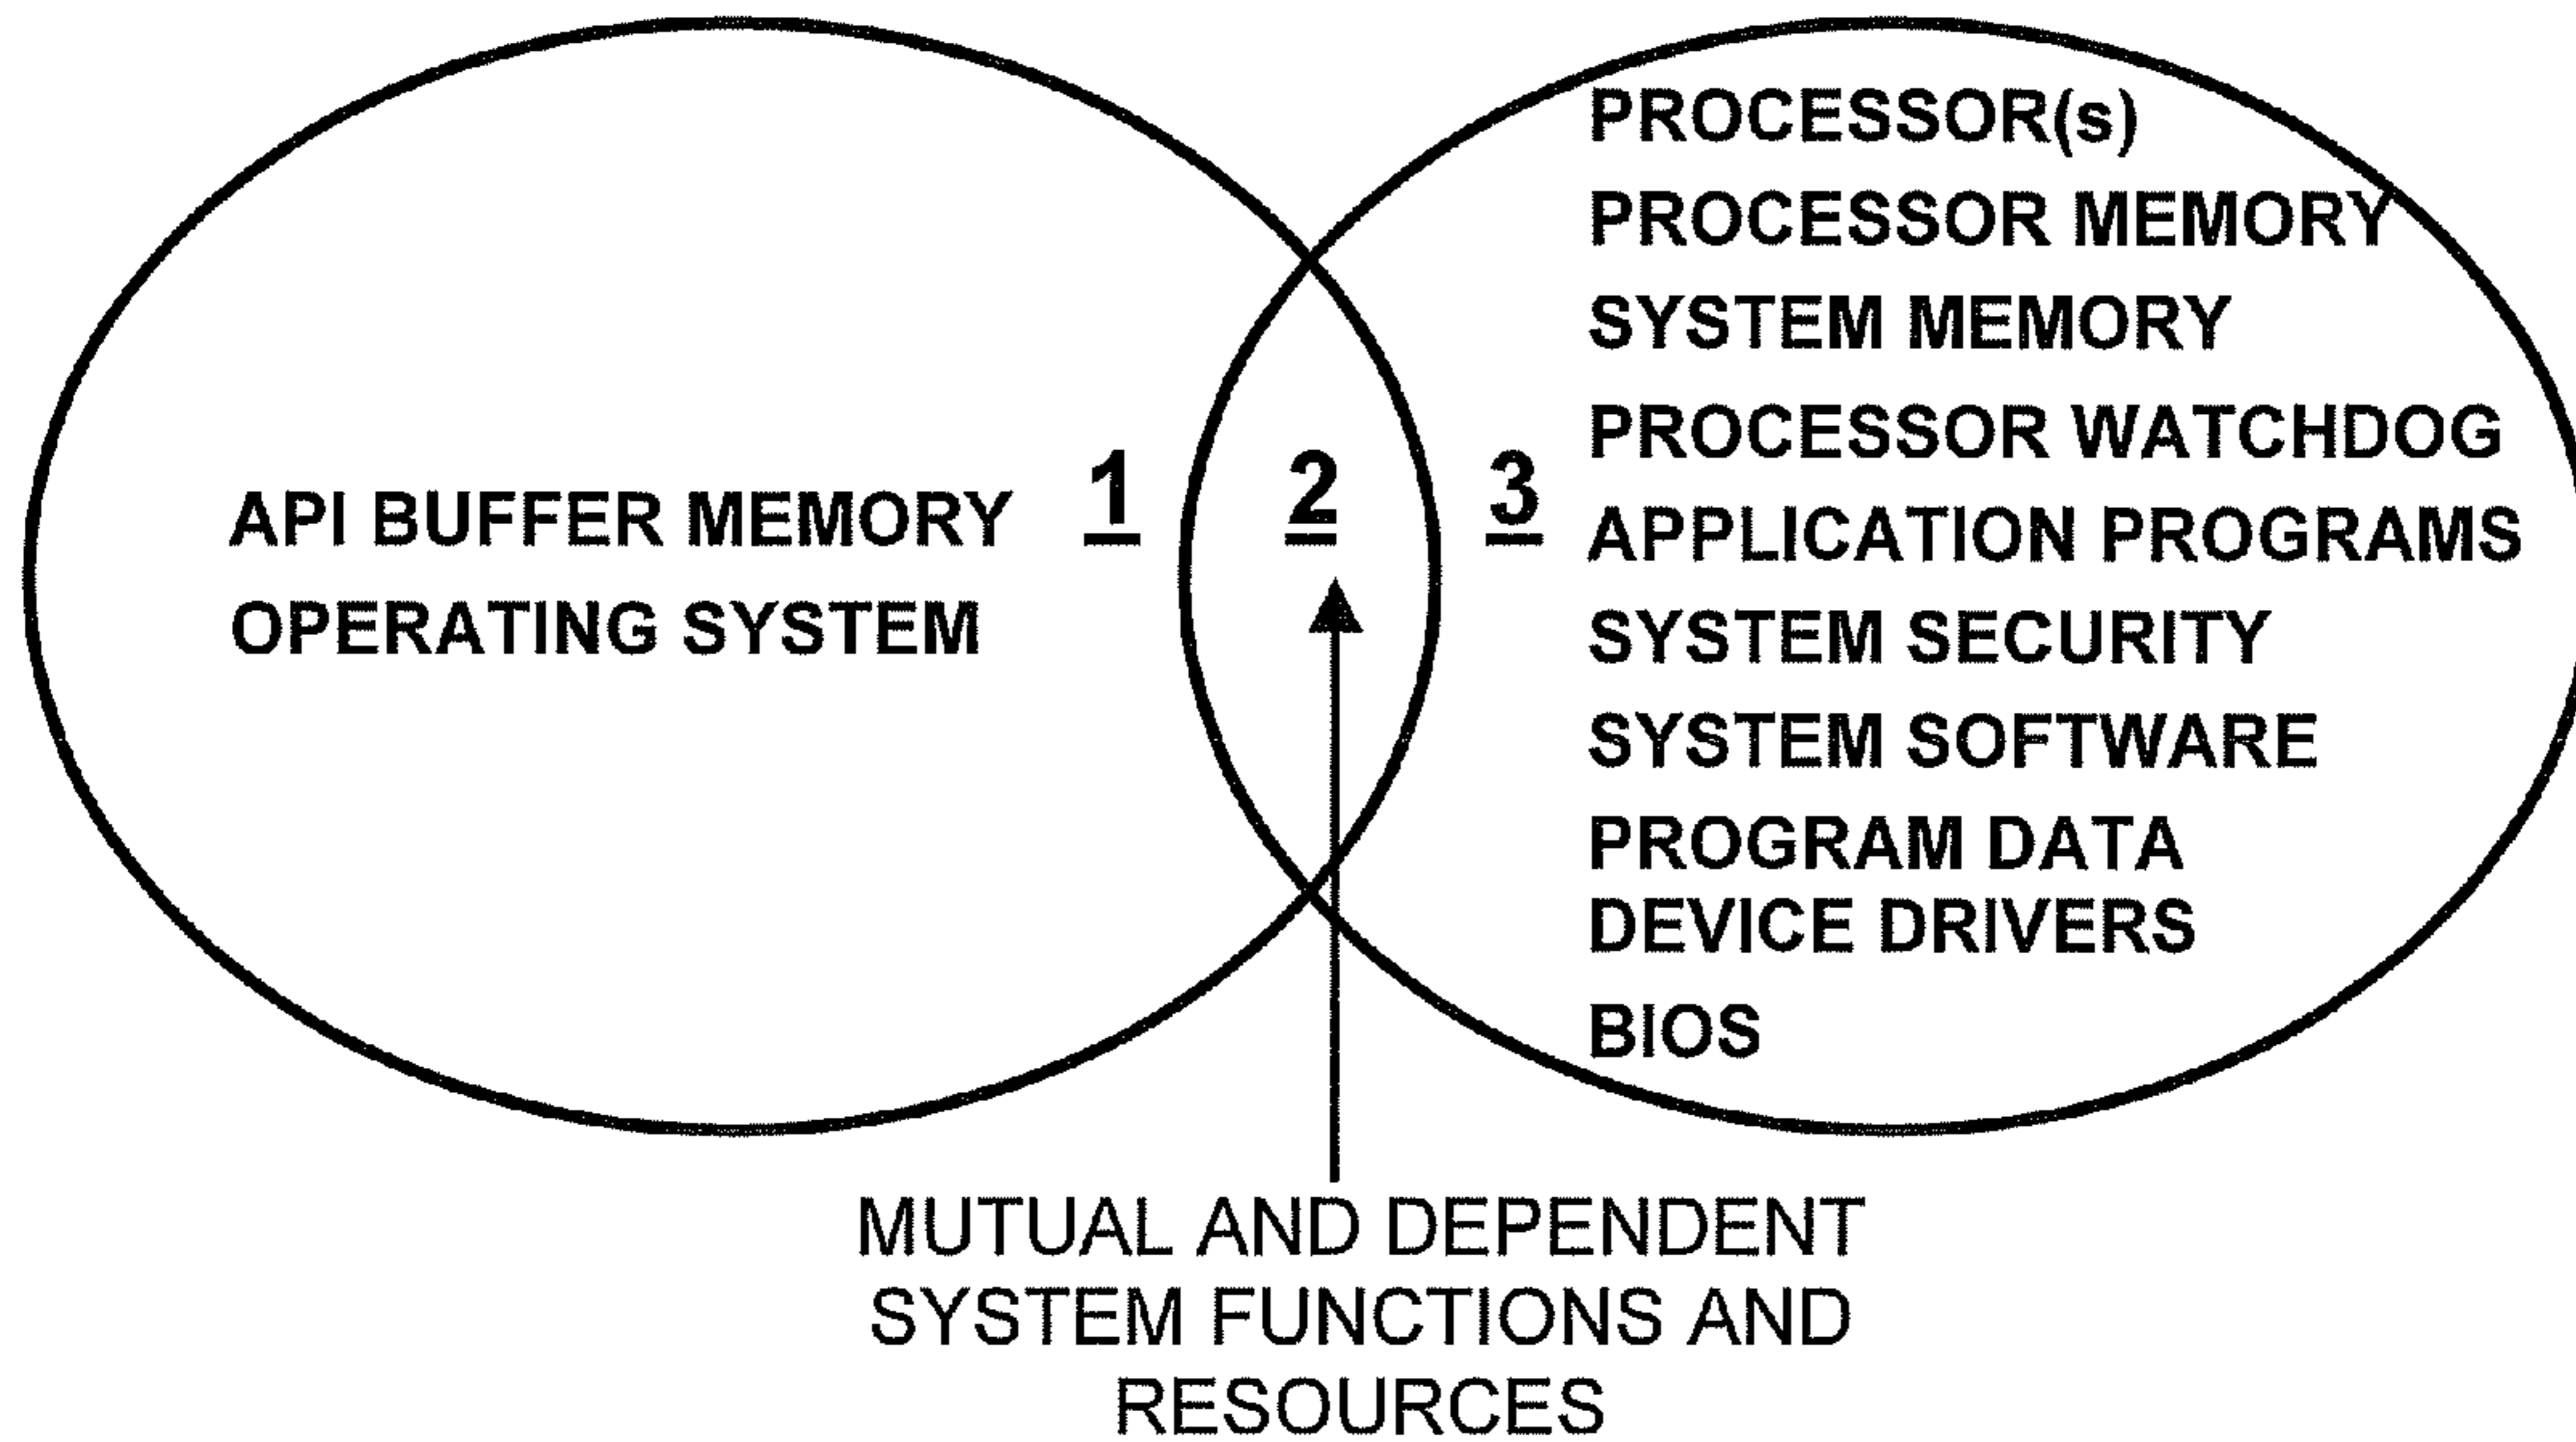 API BUFFER MEMORY
OPERATING SYSTEM
1
2
3
PROCESSOR(s)
PROCESSOR MEMORY
SYSTEM MEMORY
PROCESSOR WATCHDOG
APPLICATION PROGRAMS
SYSTEM SECURITY
SYSTEM SOFTWARE
PROGRAM DATA
DEVICE DRIVERS
BIOS
MUTUAL AND DEPENDENT
SYSTEM FUNCTIONS AND
RESOURCES